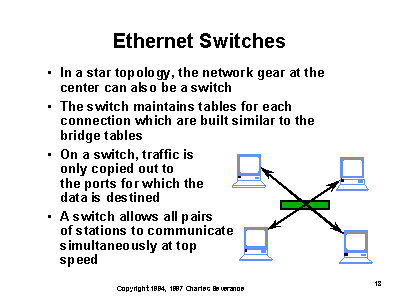 Ethernet Switches
• In a star topology, the network gear at the
center can also be a switch
• The switch maintains tables for each
connection which are built similar to the
bridge tables
• On a switch, traffic is
only copied out to
the ports for which the
data is destined
• A switch allows all pairs
of stations to communicate
simultaneously at top
speed
Copyright 1994, 1997 Charles Severance
18